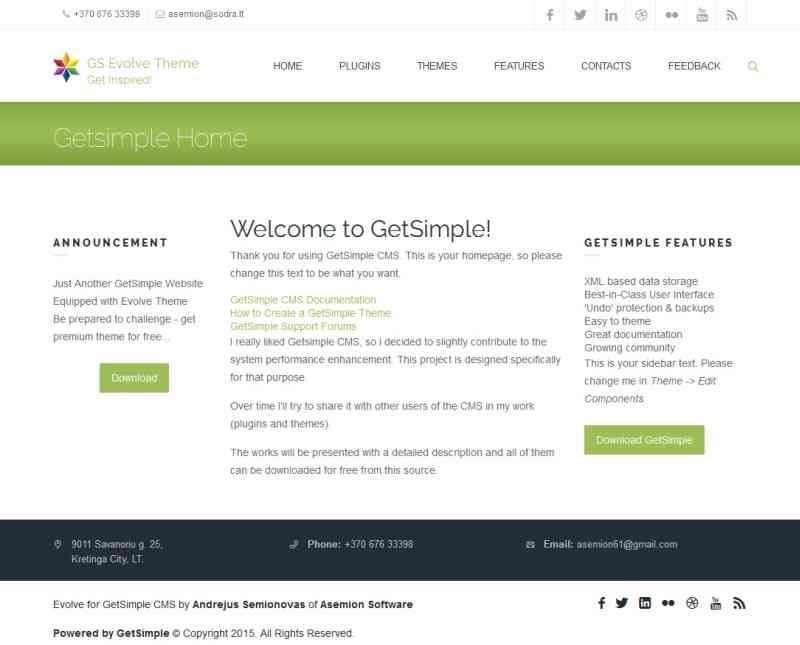 +370 676 33398 asemion@sodra.lt
GS Evolve Theme
Get Inspired!
HOME PLUGINS THEMES FEATURES CONTACTS FEEDBACK
Getsimple Home
ANNOUNCEMENT
Just Another GetSimple Website
Equipped with Evolve Theme
Be prepared to challenge - get
premium theme for free...
Download
Welcome to GetSimple!
Thank you for using GetSimple CMS. This is your homepage, so please
change this text to be what you want.
GetSimple CMS Documentation
How to Create a GetSimple Theme
GetSimple Support Forums
I really liked Getsimple CMS, so i decided to slightly contribute to the
system performance enhancement. This project is designed specifically
for that purpose.
Over time I'll try to share it with other users of the CMS in my work
(plugins and themes).
The works will be presented with a detailed description and all of them
can be downloaded for free from this source.
GETSIMPLE FEATURES
XML based data storage
Best-in-Class User Interface
'Undo' protection & backups
Easy to theme
Great documentation
Growing community
This is your sidebar text. Please
change me in Theme -> Edit
Components
Download GetSimple
9011 Savanoriu g. 25,
Kretinga City, LT.
Phone: +370 676 33398
Email: asemion61@gmail.com
Evolve for GetSimple CMS by Andrejus Semionovas of Asemion Software
Powered by GetSimple © Copyright 2015. All Rights Reserved.